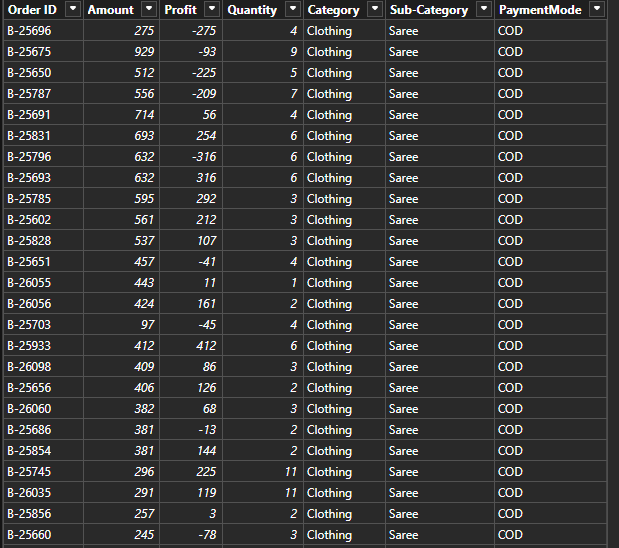 Order ID Amount Profit Quantity Category Sub-Category PaymentMode
B-25696 275 -275 4 Clothing Saree COD
B-25675 929 -93 9 Clothing Saree COD
B-25650 512 -225 5 Clothing Saree COD
B-25787 556 -209 7 Clothing Saree COD
B-25691 714 56 4 Clothing Saree COD
B-25831 693 254 6 Clothing Saree COD
B-25796 632 -316 6 Clothing Saree COD
B-25693 632 316 6 Clothing Saree COD
B-25785 595 292 3 Clothing Saree COD
B-25602 561 212 3 Clothing Saree COD
B-25828 537 107 3 Clothing Saree COD
B-25651 457 -41 4 Clothing Saree COD
B-26055 443 11 1 Clothing Saree COD
B-26056 424 161 2 Clothing Saree COD
B-25703 97 -45 4 Clothing Saree COD
B-25933 412 412 6 Clothing Saree COD
B-26098 409 86 3 Clothing Saree COD
B-25656 406 126 2 Clothing Saree COD
B-26060 382 68 3 Clothing Saree COD
B-25686 381 -13 2 Clothing Saree COD
B-25854 381 144 2 Clothing Saree COD
B-25745 296 225 11 Clothing Saree COD
B-26035 291 119 11 Clothing Saree COD
B-25856 257 3 2 Clothing Saree COD
B-25660 245 -78 3 Clothing Saree COD